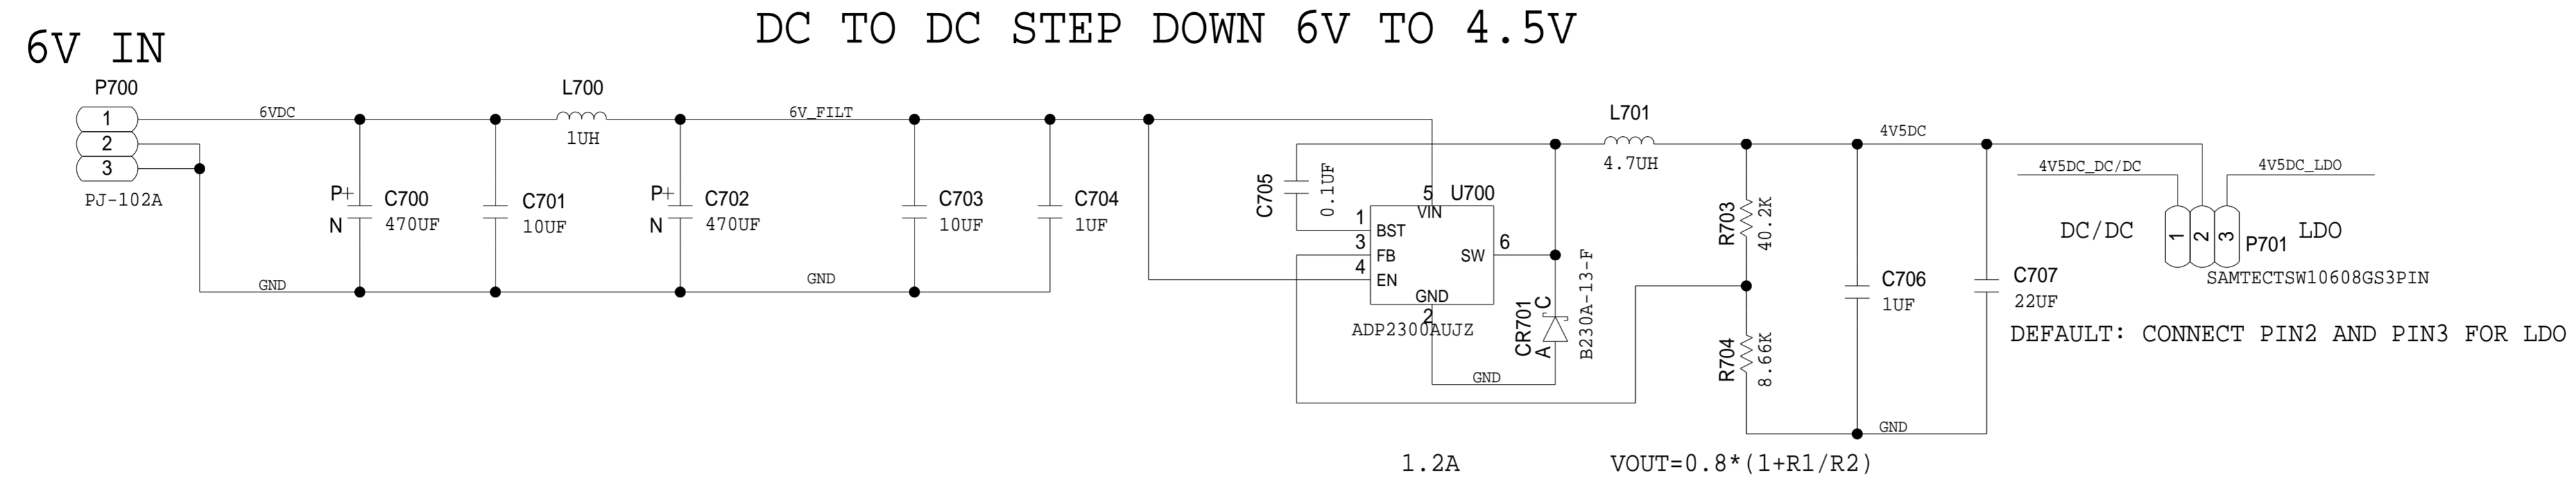 DC TO DC STEP DOWN 6V TO 4.5V
6V IN
P700
1
2
3
PJ-102A
6VDC
L700
1UH
6V_FILT
P+
N
C700
470UF
C701
10UF
P+
N
C702
470UF
C703
10UF
C704
1UF
GND
GND
C705
0.1UF
5
U700
VIN
1
BST
3
FB
4
EN
SW
6
GND
2
ADP2300AUJZ
CR701
C
A
B230A-13-F
GND
L701
4.7UH
R703
40.2K
R704
8.66K
4V5DC
C706
1UF
C707
22UF
GND
4V5DC_DC/DC
4V5DC_LDO
DC/DC
1
2
3
P701
LDO
SAMTECTSW10608GS3PIN
DEFAULT: CONNECT PIN2 AND PIN3 FOR LDO
1.2A
VOUT=0.8*(1+R1/R2)